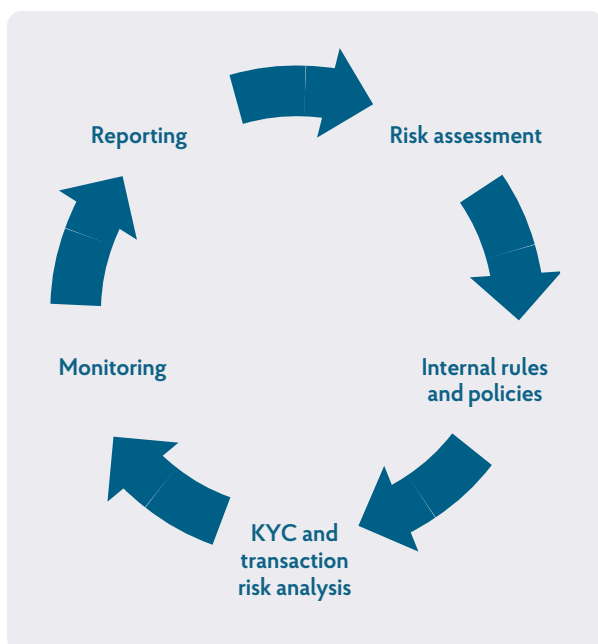 Reporting
Risk assessment
Internal rules
and policies
KYC and
transaction
risk analysis
Monitoring